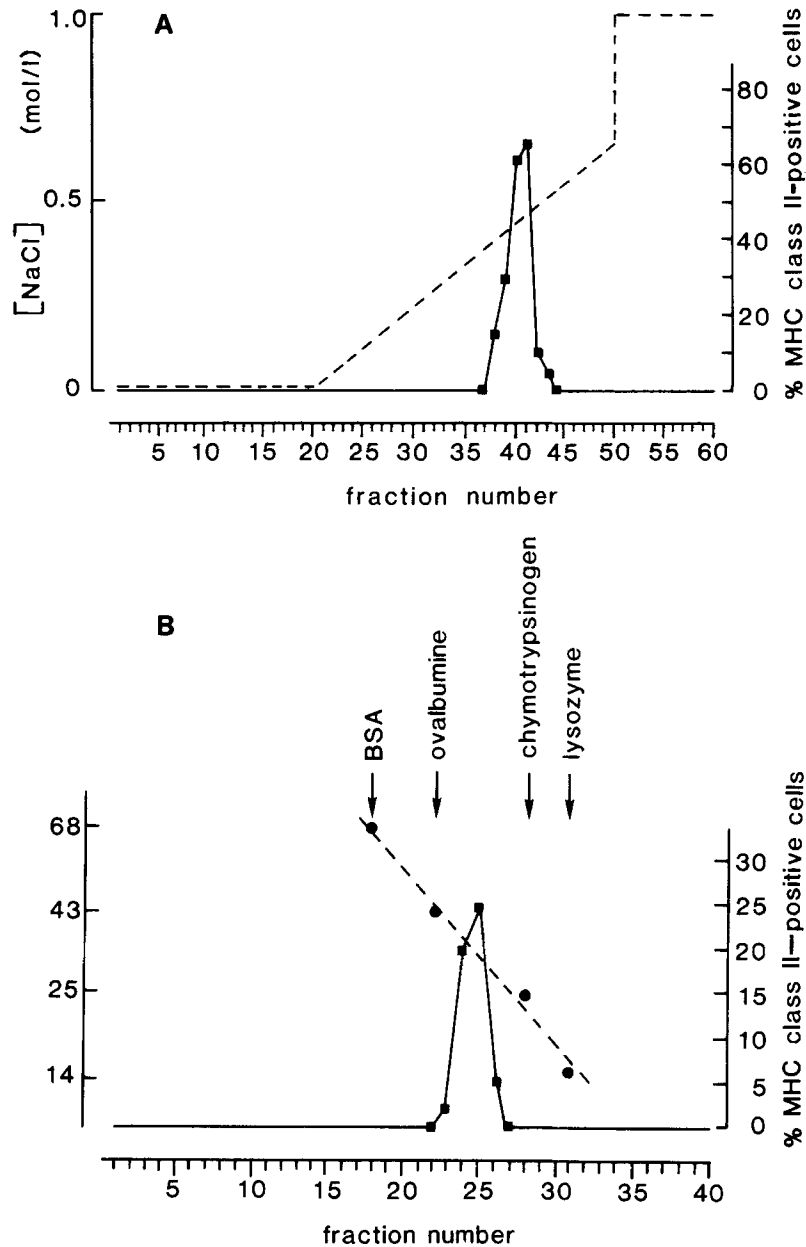 A
1.0
0.5
0
[NaCl] (mol/l)
80
60
40
20
0
% MHC class II-positive cells
5 10 15 20 25 30 35 40 45 50 55 60
fraction number
B
BSA
ovalbumine
chymotrypsinogen
lysozyme
68
43
25
14
30
25
20
15
10
5
0
% MHC class II-positive cells
5 10 15 20 25 30 35 40
fraction number